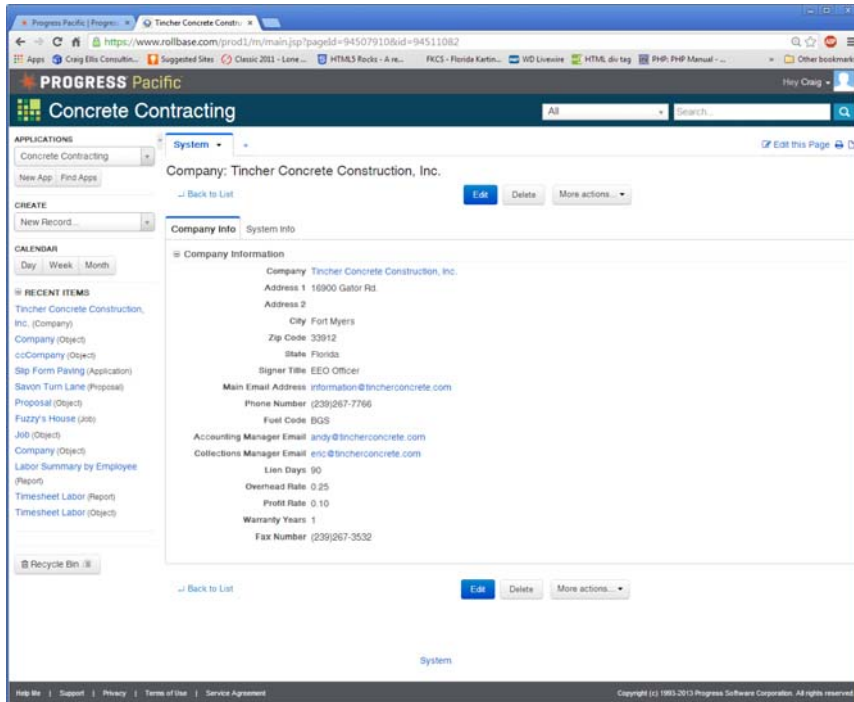 Progress Pacific | Progres
Tincher Concrete Constru
https://www.rollbase.com/prod1/m/main.jsp?pageId=94507910&id=94511082
Apps Craig Ellis Consultin... Suggested Sites Classic 2011 - Lone ... HTML5 Rocks - A re... FKCS - Florida Kartin... WD Livewire HTML div tag PHP: PHP Manual - ... » Other bookmark
PROGRESS Pacific
Hey Craig
Concrete Contracting
All
Search...
APPLICATIONS
Concrete Contracting
New App Find Apps
CREATE
New Record...
CALENDAR
Day Week Month
RECENT ITEMS
Tincher Concrete Construction,
Inc. (Company)
Company (Object)
ccCompany (Object)
Slip Form Paving (Application)
Savon Turn Lane (Proposal)
Proposal (Object)
Fuzzy's House (Job)
Job (Object)
Company (Object)
Labor Summary by Employee
(Report)
Timesheet Labor (Report)
Timesheet Labor (Object)
Recycle Bin
System
Edit this Page
Company: Tincher Concrete Construction, Inc.
Back to List
Edit Delete More actions...
Company Info System Info
Company Information
Company Tincher Concrete Construction, Inc.
Address 1 16900 Gator Rd.
Address 2
City Fort Myers
Zip Code 33912
State Florida
Signer Title EEO Officer
Main Email Address information@tincherconcrete.com
Phone Number (239)267-7766
Fuel Code BGS
Accounting Manager Email andy@tincherconcrete.com
Collections Manager Email eric@tincherconcrete.com
Lien Days 90
Overhead Rate 0.25
Profit Rate 0.10
Warranty Years 1
Fax Number (239)267-3532
Back to List
Edit Delete More actions...
System
Help Me | Support | Privacy | Terms of Use | Service Agreement
Copyright (c) 1993-2013 Progress Software Corporation. All rights reserved.